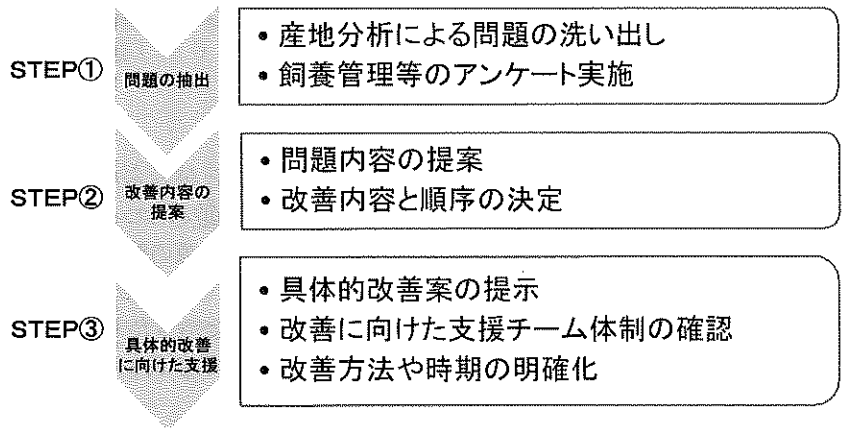 STEP①
問題の抽出
• 産地分析による問題の洗い出し
• 飼養管理等のアンケート実施
STEP②
改善内容の
提案
• 問題内容の提案
• 改善内容と順序の決定
STEP③
具体的改善
に向けた支援
• 具体的改善案の提示
• 改善に向けた支援チーム体制の確認
• 改善方法や時期の明確化